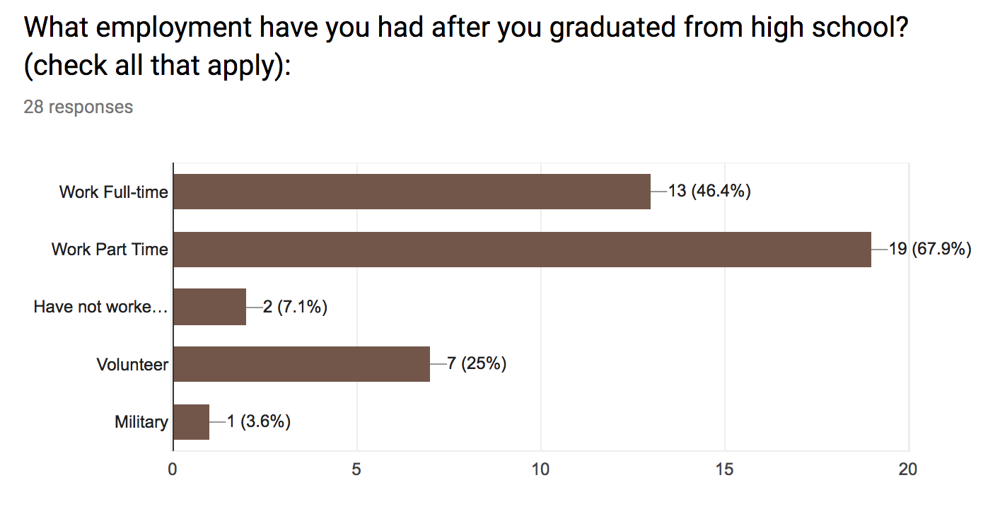 What employment have you had after you graduated from high school?
(check all that apply):
28 responses
Work Full-time 13 (46.4%)
Work Part Time 19 (67.9%)
Have not worke… 2 (7.1%)
Volunteer 7 (25%)
Military 1 (3.6%)
0 5 10 15 20